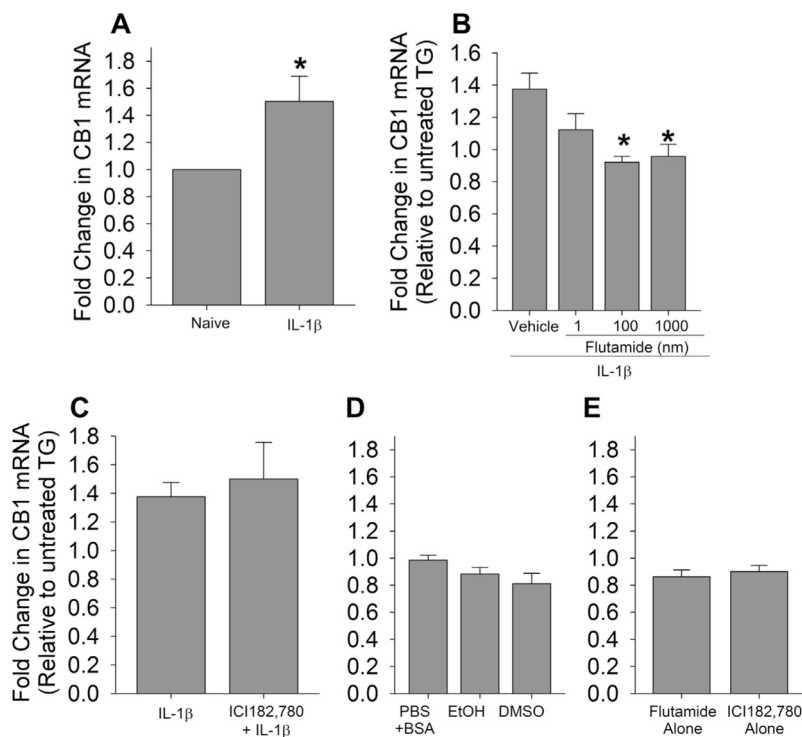 A
Fold Change in CB1 mRNA
1.8
1.6
1.4
1.2
1.0
0.8
0.6
0.4
0.2
0.0
*
Naive
IL-1β
B
Fold Change in CB1 mRNA
(Relative to untreated TG)
1.6
1.4
1.2
1.0
0.8
0.6
0.4
0.2
0.0
* *
Vehicle 1 100 1000
Flutamide (nm)
IL-1β
C
Fold Change in CB1 mRNA
(Relative to untreated TG)
1.8
1.6
1.4
1.2
1.0
0.8
0.6
0.4
0.2
0.0
IL-1β
ICI182,780
+ IL-1β
D
1.8
1.6
1.4
1.2
1.0
0.8
0.6
0.4
0.2
0.0
PBS
+BSA
EtOH
DMSO
E
1.8
1.6
1.4
1.2
1.0
0.8
0.6
0.4
0.2
0.0
Flutamide
Alone
ICI182,780
Alone